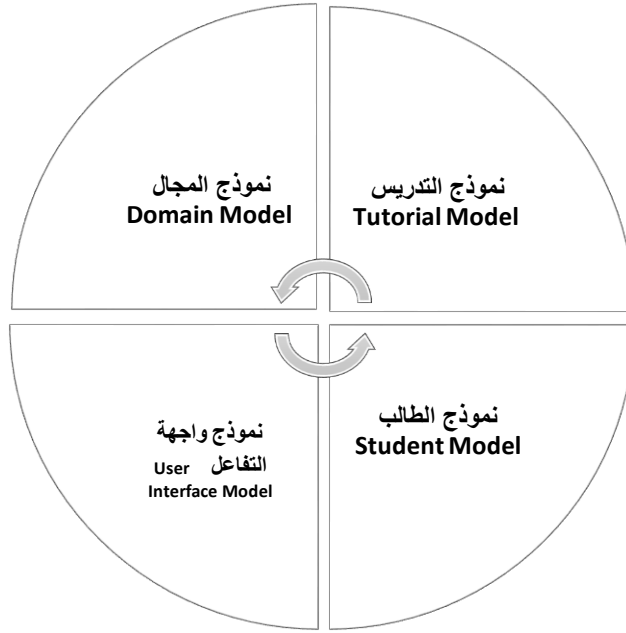 نموذج المجال
Domain Model
نموذج التدريس
Tutorial Model
نموذج واجهة
التفاعل User
Interface Model
نموذج الطالب
Student Model